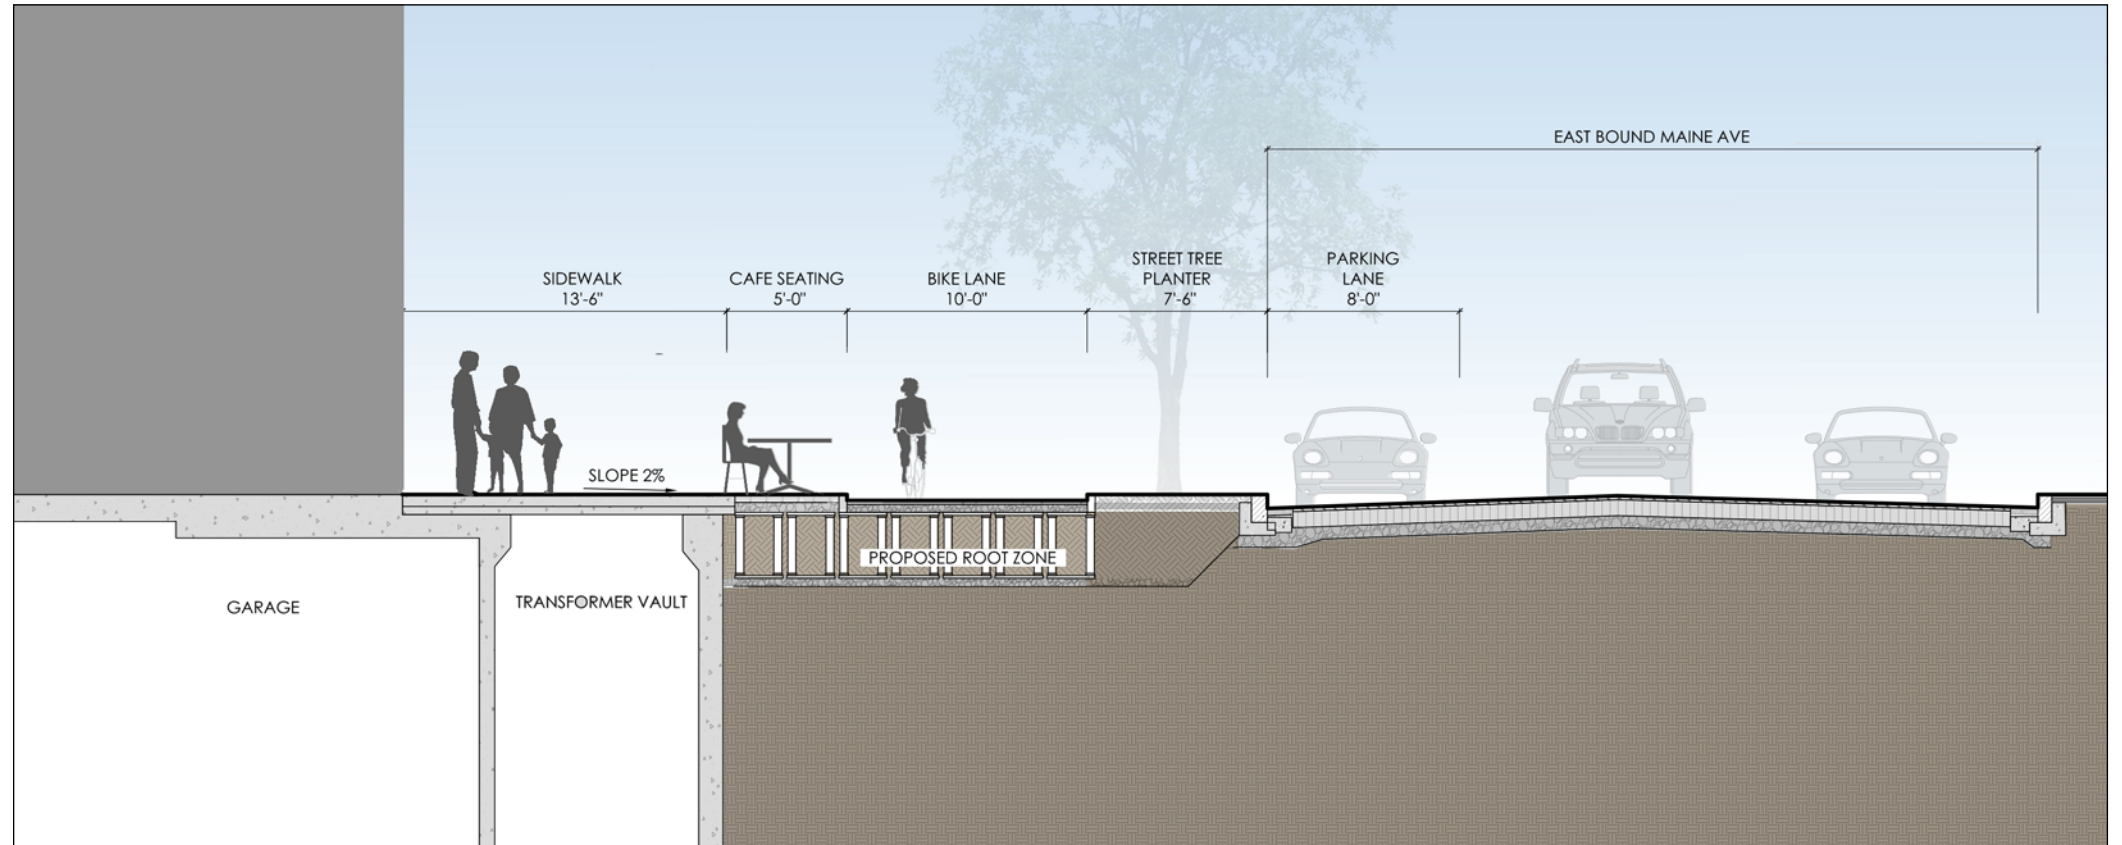 EAST BOUND MAINE AVE
SIDEWALK
13'-6"
CAFE SEATING
5'-0"
BIKE LANE
10'-0"
STREET TREE
PLANTER
7'-6"
PARKING
LANE
8'-0"
SLOPE 2%
PROPOSED ROOT ZONE
GARAGE
TRANSFORMER VAULT